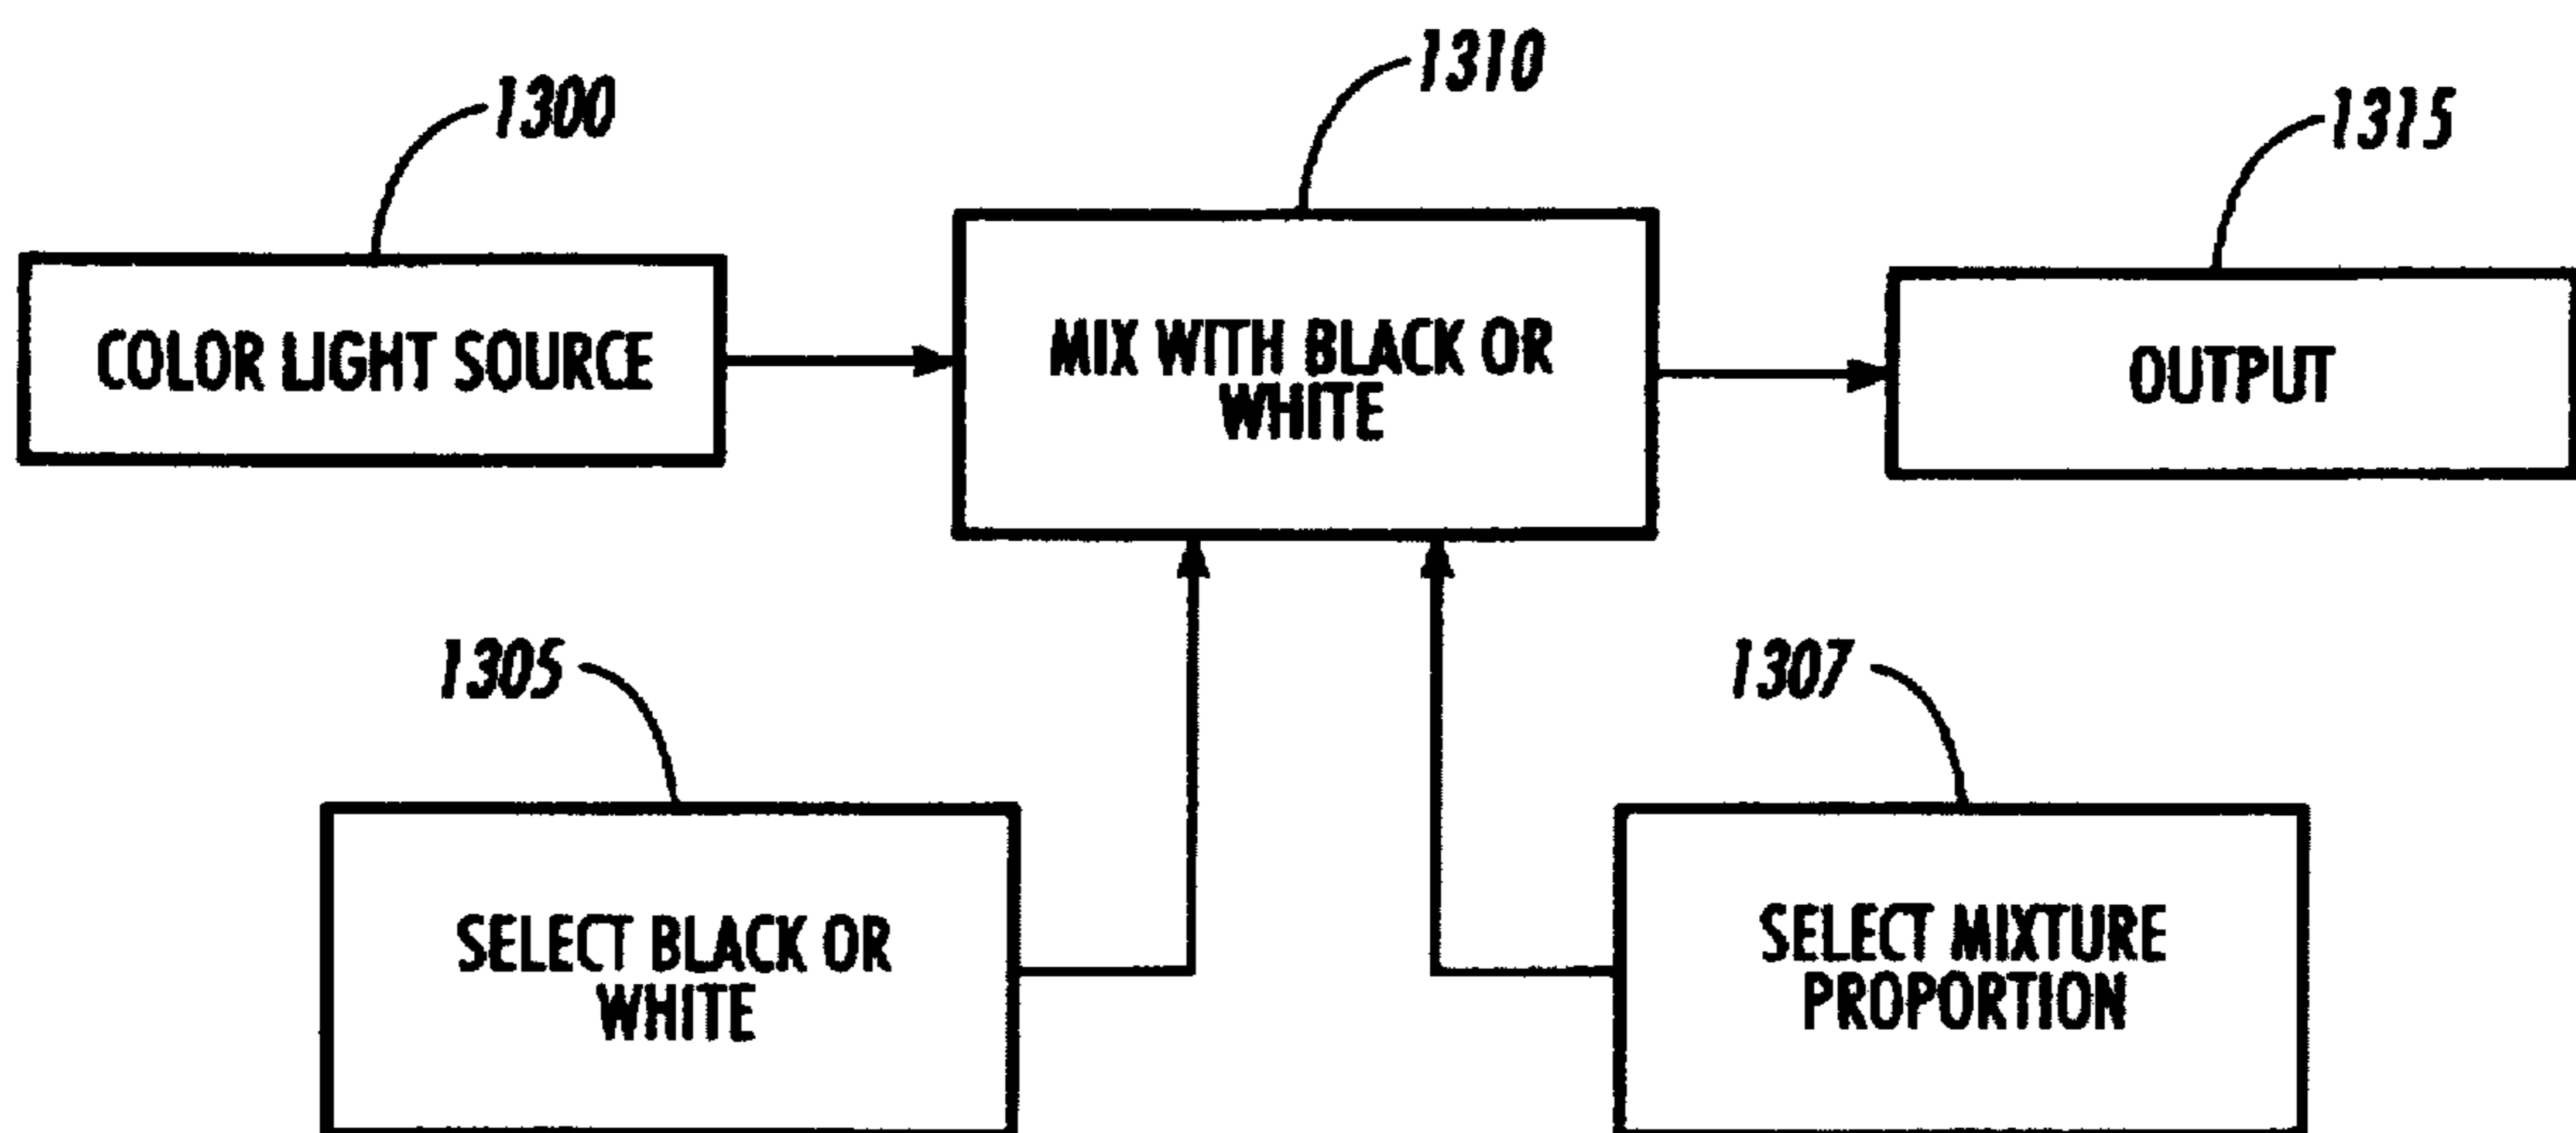 1300
1310
1315
COLOR LIGHT SOURCE
MIX WITH BLACK OR
WHITE
OUTPUT
1305
1307
SELECT BLACK OR
WHITE
SELECT MIXTURE
PROPORTION